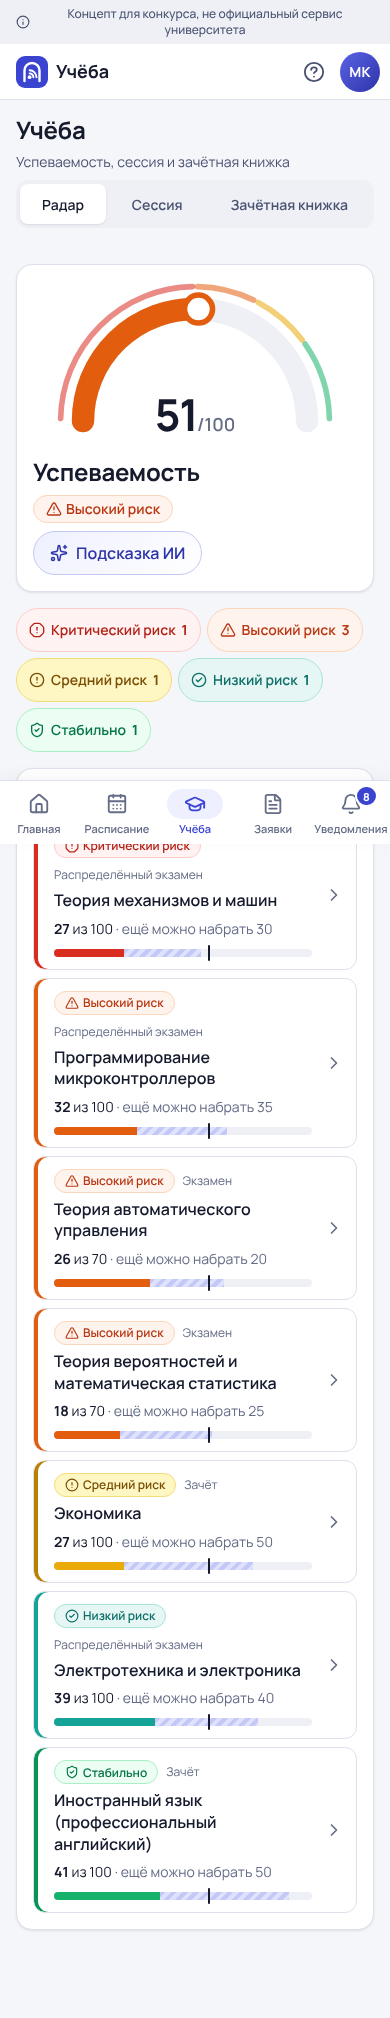 Концепт для конкурса, не официальный сервис
университета
Учёба
МК
Учёба
Успеваемость, сессия и зачётная книжка
Радар
Сессия
Зачётная книжка
51/100
Успеваемость
Высокий риск
Подсказка ИИ
Критический риск 1
Высокий риск 3
Средний риск 1
Низкий риск 1
Стабильно 1
8
Главная
Расписание
Учёба
Заявки
Уведомления
Критический риск
Распределённый экзамен
Теория механизмов и машин
27 из 100 · ещё можно набрать 30
Высокий риск
Распределённый экзамен
Программирование
микроконтроллеров
32 из 100 · ещё можно набрать 35
Высокий риск Экзамен
Теория автоматического
управления
26 из 70 · ещё можно набрать 20
Высокий риск Экзамен
Теория вероятностей и
математическая статистика
18 из 70 · ещё можно набрать 25
Средний риск Зачёт
Экономика
27 из 100 · ещё можно набрать 50
Низкий риск
Распределённый экзамен
Электротехника и электроника
39 из 100 · ещё можно набрать 40
Стабильно Зачёт
Иностранный язык
(профессиональный
английский)
41 из 100 · ещё можно набрать 50